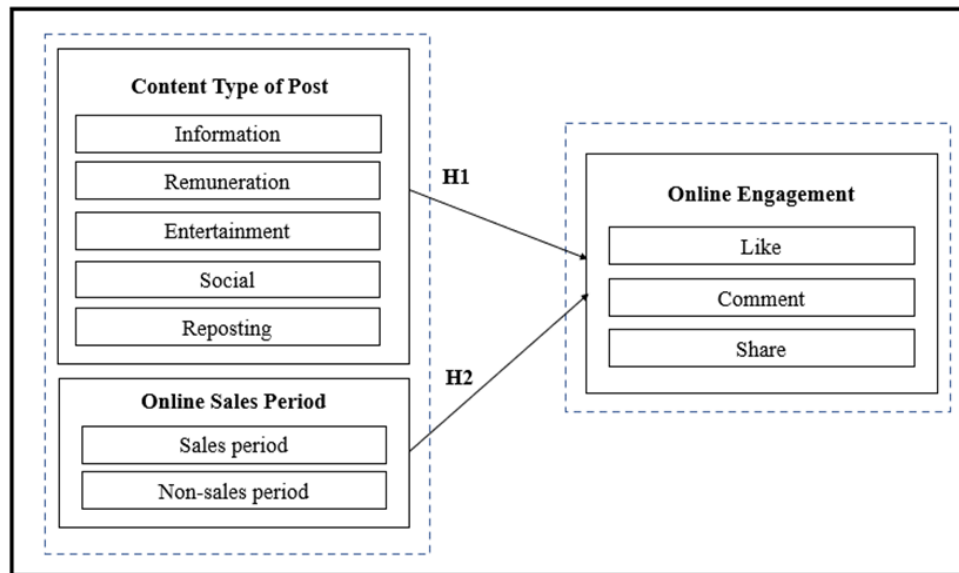 Content Type of Post
Information
Remuneration
Entertainment
Social
Reposting
Online Sales Period
Sales period
Non-sales period
H1
H2
Online Engagement
Like
Comment
Share